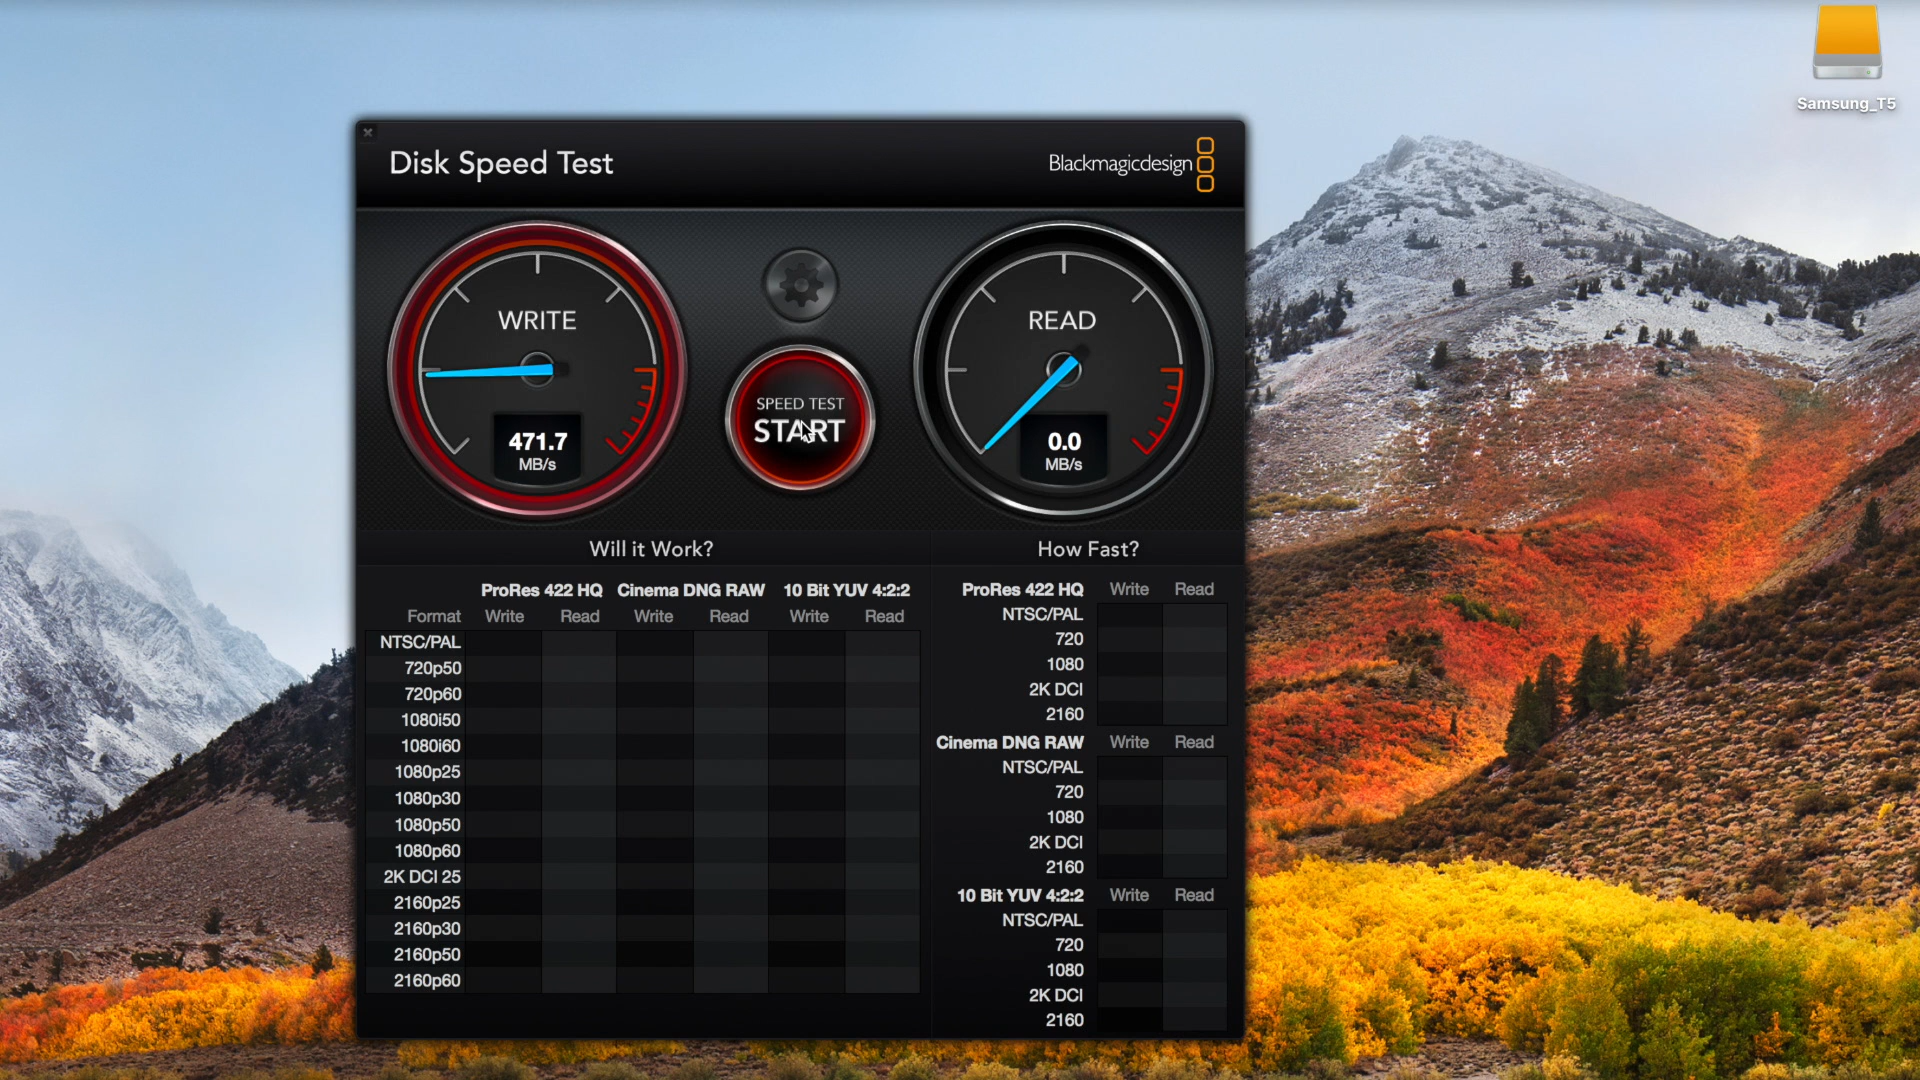 Samsung_T5
Disk Speed Test
Blackmagicdesign
WRITE
471.7
MB/s
SPEED TEST
START
READ
0.0
MB/s
Will it Work?
ProRes 422 HQ Cinema DNG RAW 10 Bit YUV 4:2:2
Format Write Read Write Read Write Read
NTSC/PAL
720p50
720p60
1080i50
1080i60
1080p25
1080p30
1080p50
1080p60
2K DCI 25
2160p25
2160p30
2160p50
2160p60
How Fast?
ProRes 422 HQ Write Read
NTSC/PAL
720
1080
2K DCI
2160
Cinema DNG RAW Write Read
NTSC/PAL
720
1080
2K DCI
2160
10 Bit YUV 4:2:2 Write Read
NTSC/PAL
720
1080
2K DCI
2160